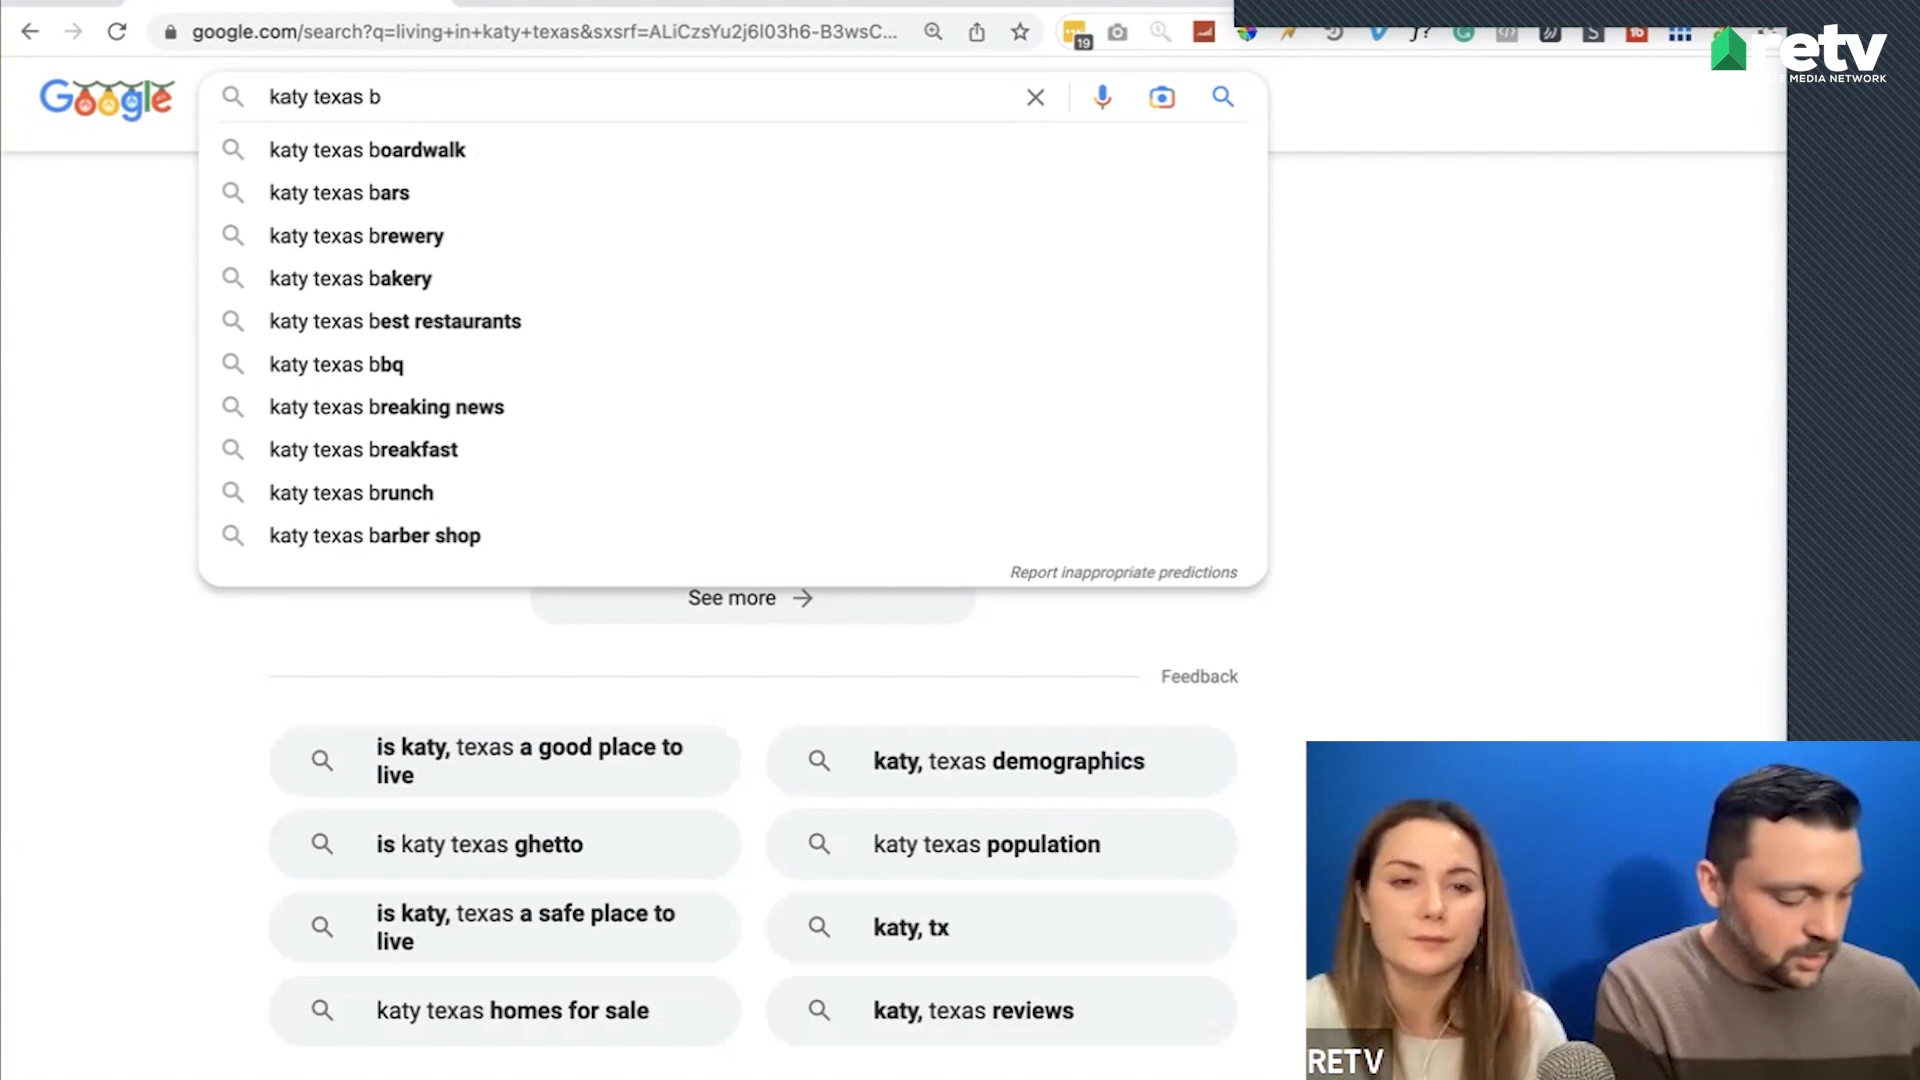 google.com/search?q=living+in+katy+texas&sxsrf=ALiCzsYu2j6l03h6-B3wsC...
19
16
retv
MEDIA NETWORK
Google
katy texas b
katy texas boardwalk
katy texas bars
katy texas brewery
katy texas bakery
katy texas best restaurants
katy texas bbq
katy texas breaking news
katy texas breakfast
katy texas brunch
katy texas barber shop
Report inappropriate predictions
See more
Feedback
is katy, texas a good place to
live
katy, texas demographics
is katy texas ghetto
katy texas population
is katy, texas a safe place to
live
katy, tx
katy texas homes for sale
katy, texas reviews
RETV